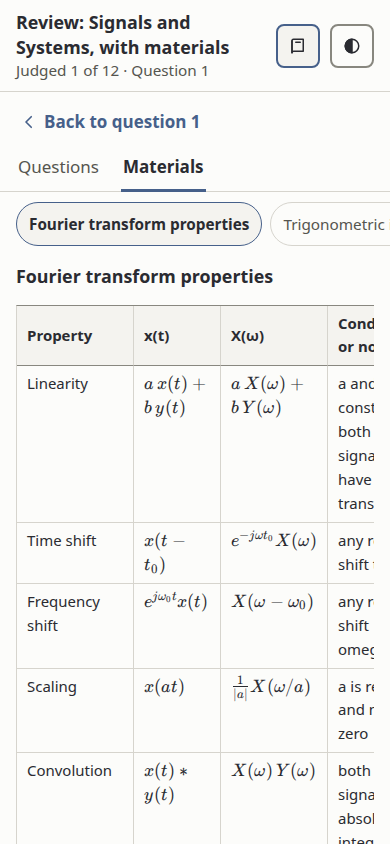 Review: Signals and
Systems, with materials
Judged 1 of 12 · Question 1
Back to question 1
Questions Materials
Fourier transform properties Trigonometric
Fourier transform properties
Property x(t) X(ω) Cond
or no
Linearity a x(t) + a X(ω) + a and
b y(t) b Y(ω) const
both
signa
have
trans
Time shift x(t − e^{−jωt₀} X(ω) any re
t₀) shift
Frequency e^{jω₀t}x(t) X(ω − ω₀) any re
shift shift
omeg
Scaling x(at) 1/|a| X(ω/a) a is re
and n
zero
Convolution x(t) ∗ X(ω) Y(ω) both
y(t) signa
absol
integ